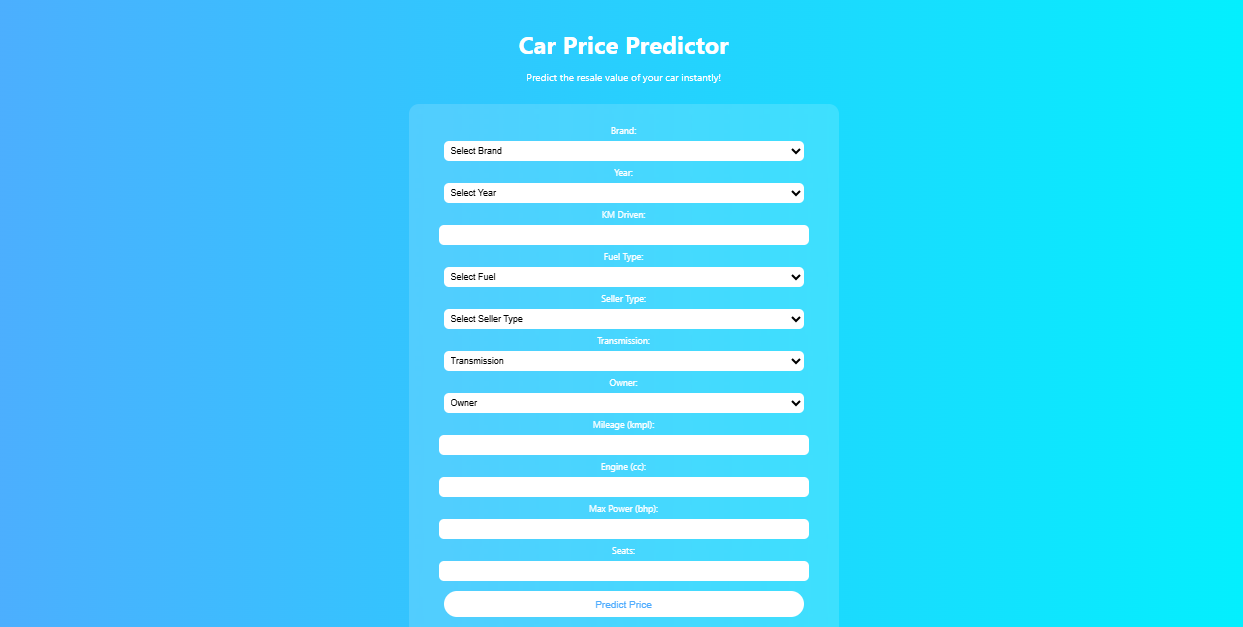 Car Price Predictor
Predict the resale value of your car instantly!
Brand:
Select Brand
Year:
Select Year
KM Driven:
Fuel Type:
Select Fuel
Seller Type:
Select Seller Type
Transmission:
Transmission
Owner:
Owner
Mileage (kmpl):
Engine (cc):
Max Power (bhp):
Seats:
Predict Price